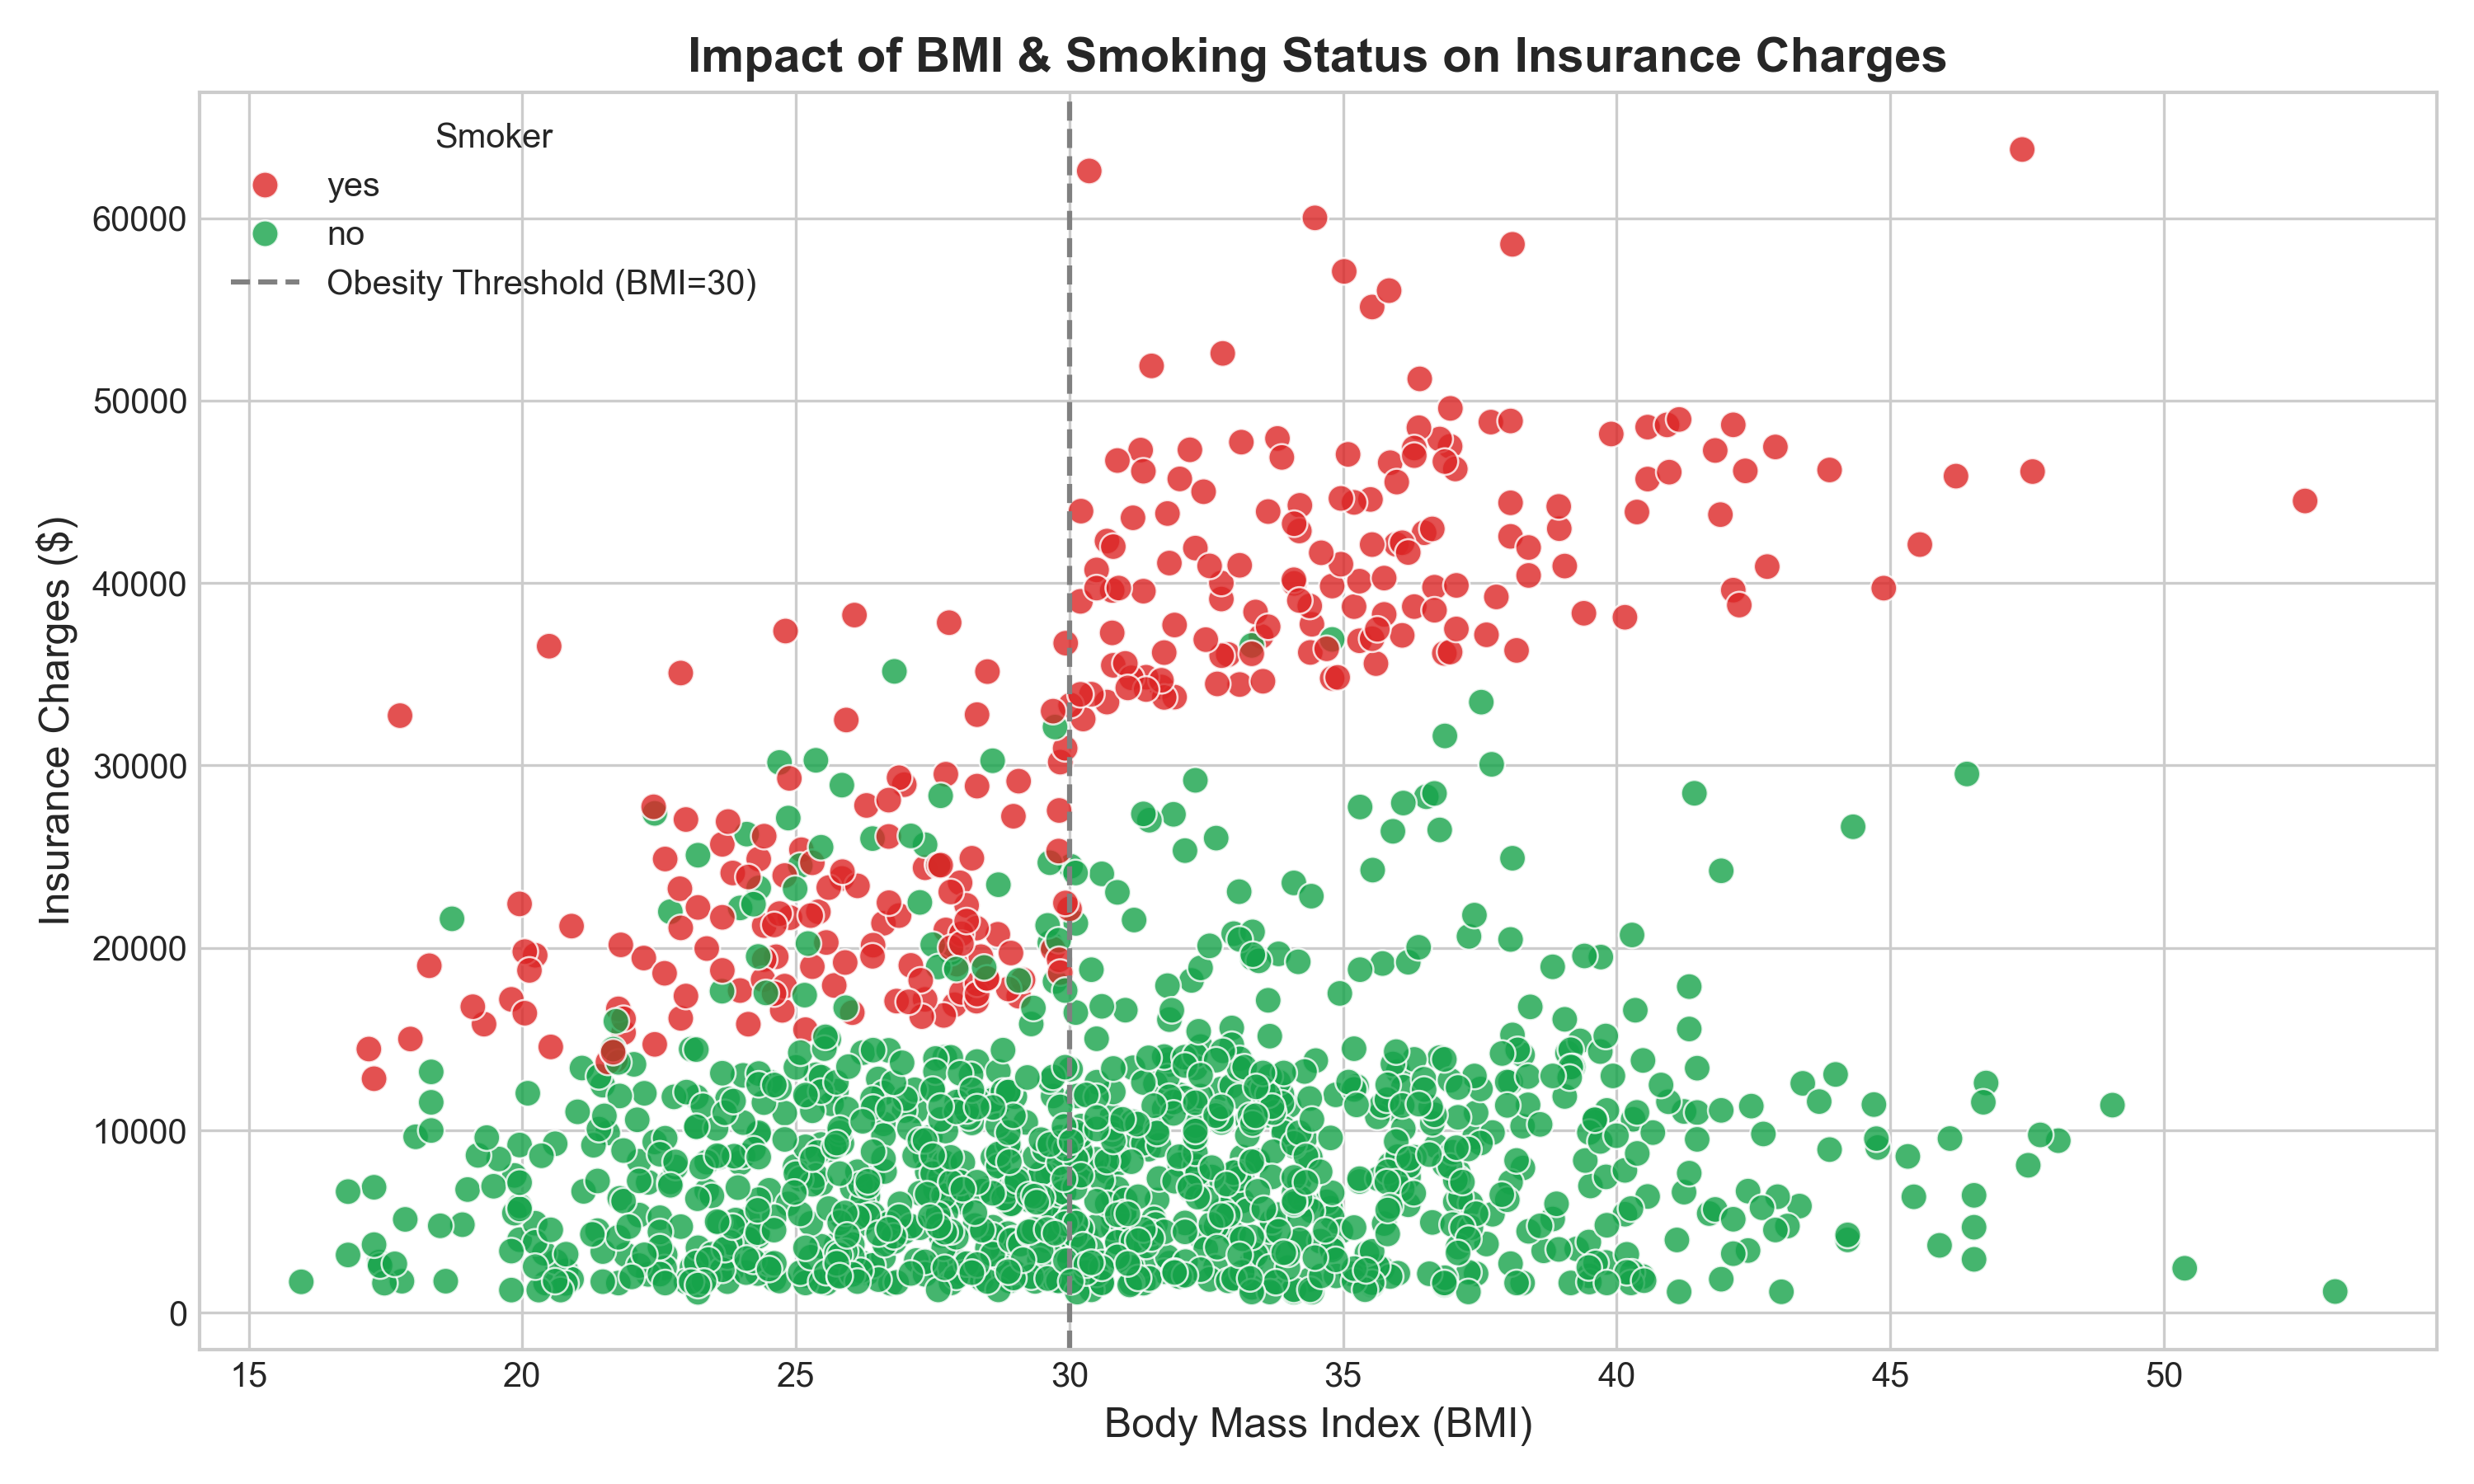 Impact of BMI & Smoking Status on Insurance Charges
Smoker
yes
no
Obesity Threshold (BMI=30)
60000
50000
40000
30000
20000
10000
0
Insurance Charges ($)
15 20 25 30 35 40 45 50
Body Mass Index (BMI)